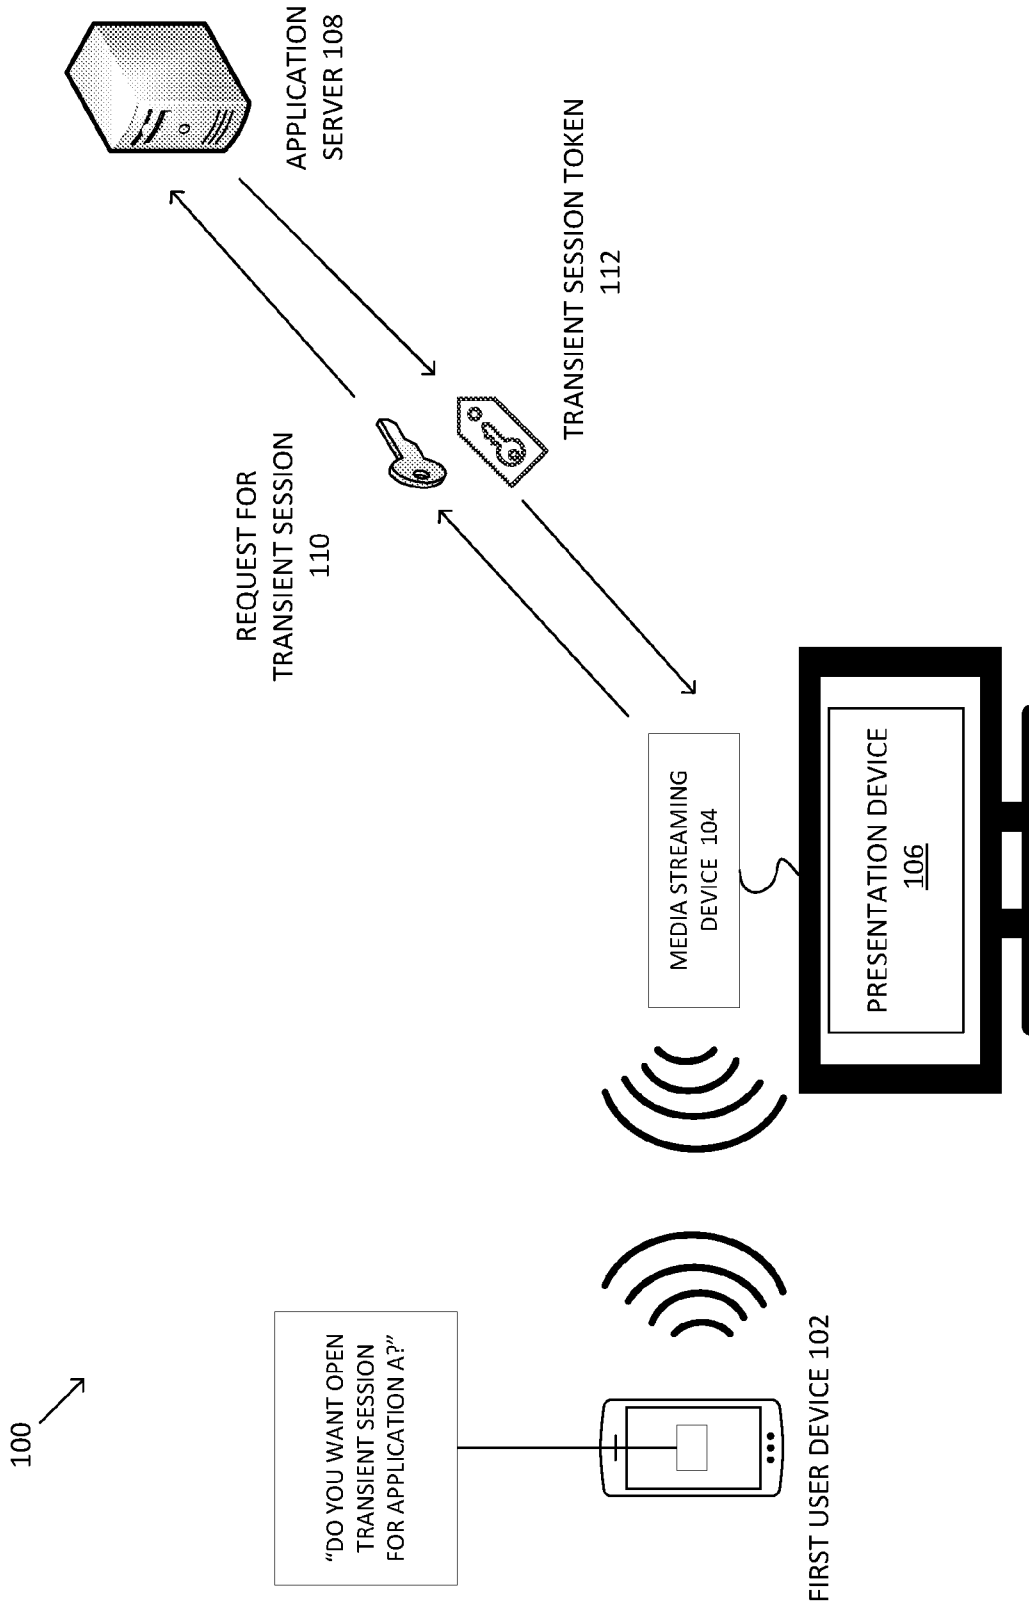 100
"DO YOU WANT OPEN
TRANSIENT SESSION
FOR APPLICATION A?"
FIRST USER DEVICE 102
MEDIA STREAMING
DEVICE 104
PRESENTATION DEVICE
106
REQUEST FOR
TRANSIENT SESSION
110
TRANSIENT SESSION TOKEN
112
APPLICATION
SERVER 108